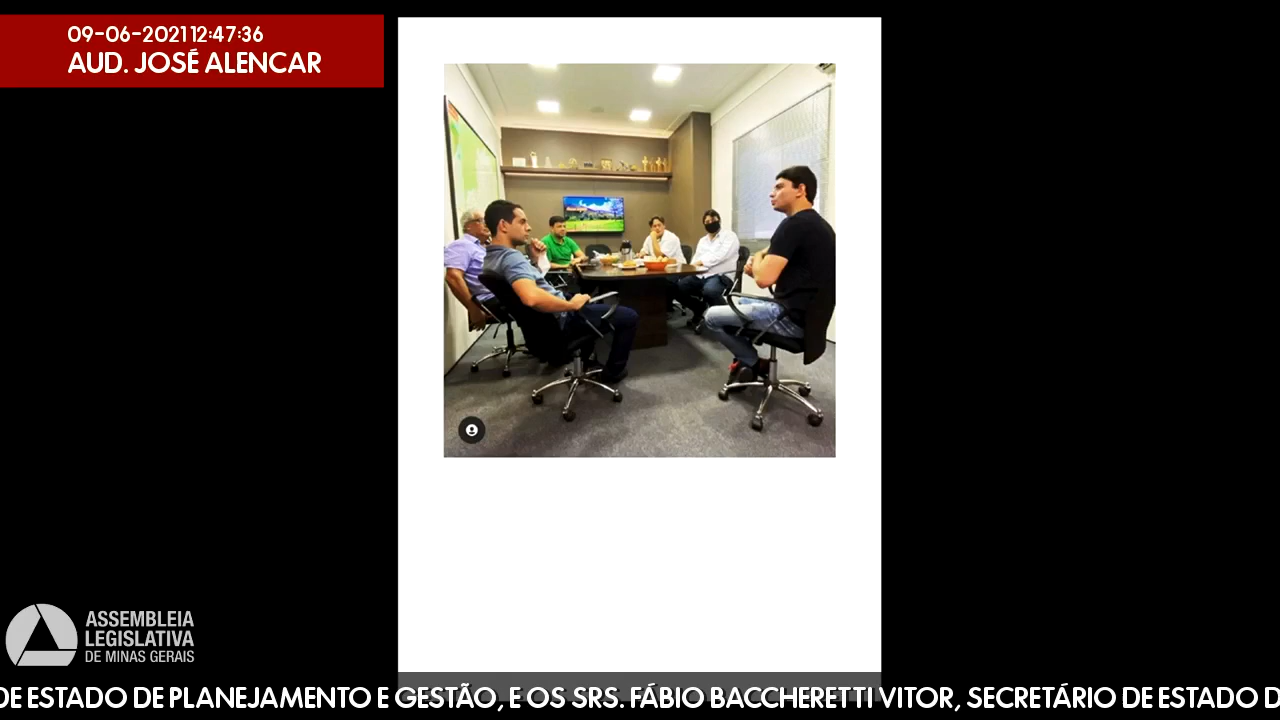 09-06-2021 12:47:36
AUD. JOSÉ ALENCAR
ASSEMBLEIA
LEGISLATIVA
DE MINAS GERAIS
DE ESTADO DE PLANEJAMENTO E GESTÃO, E OS SRS. FÁBIO BACCHERETTI VITOR, SECRETÁRIO DE ESTADO D